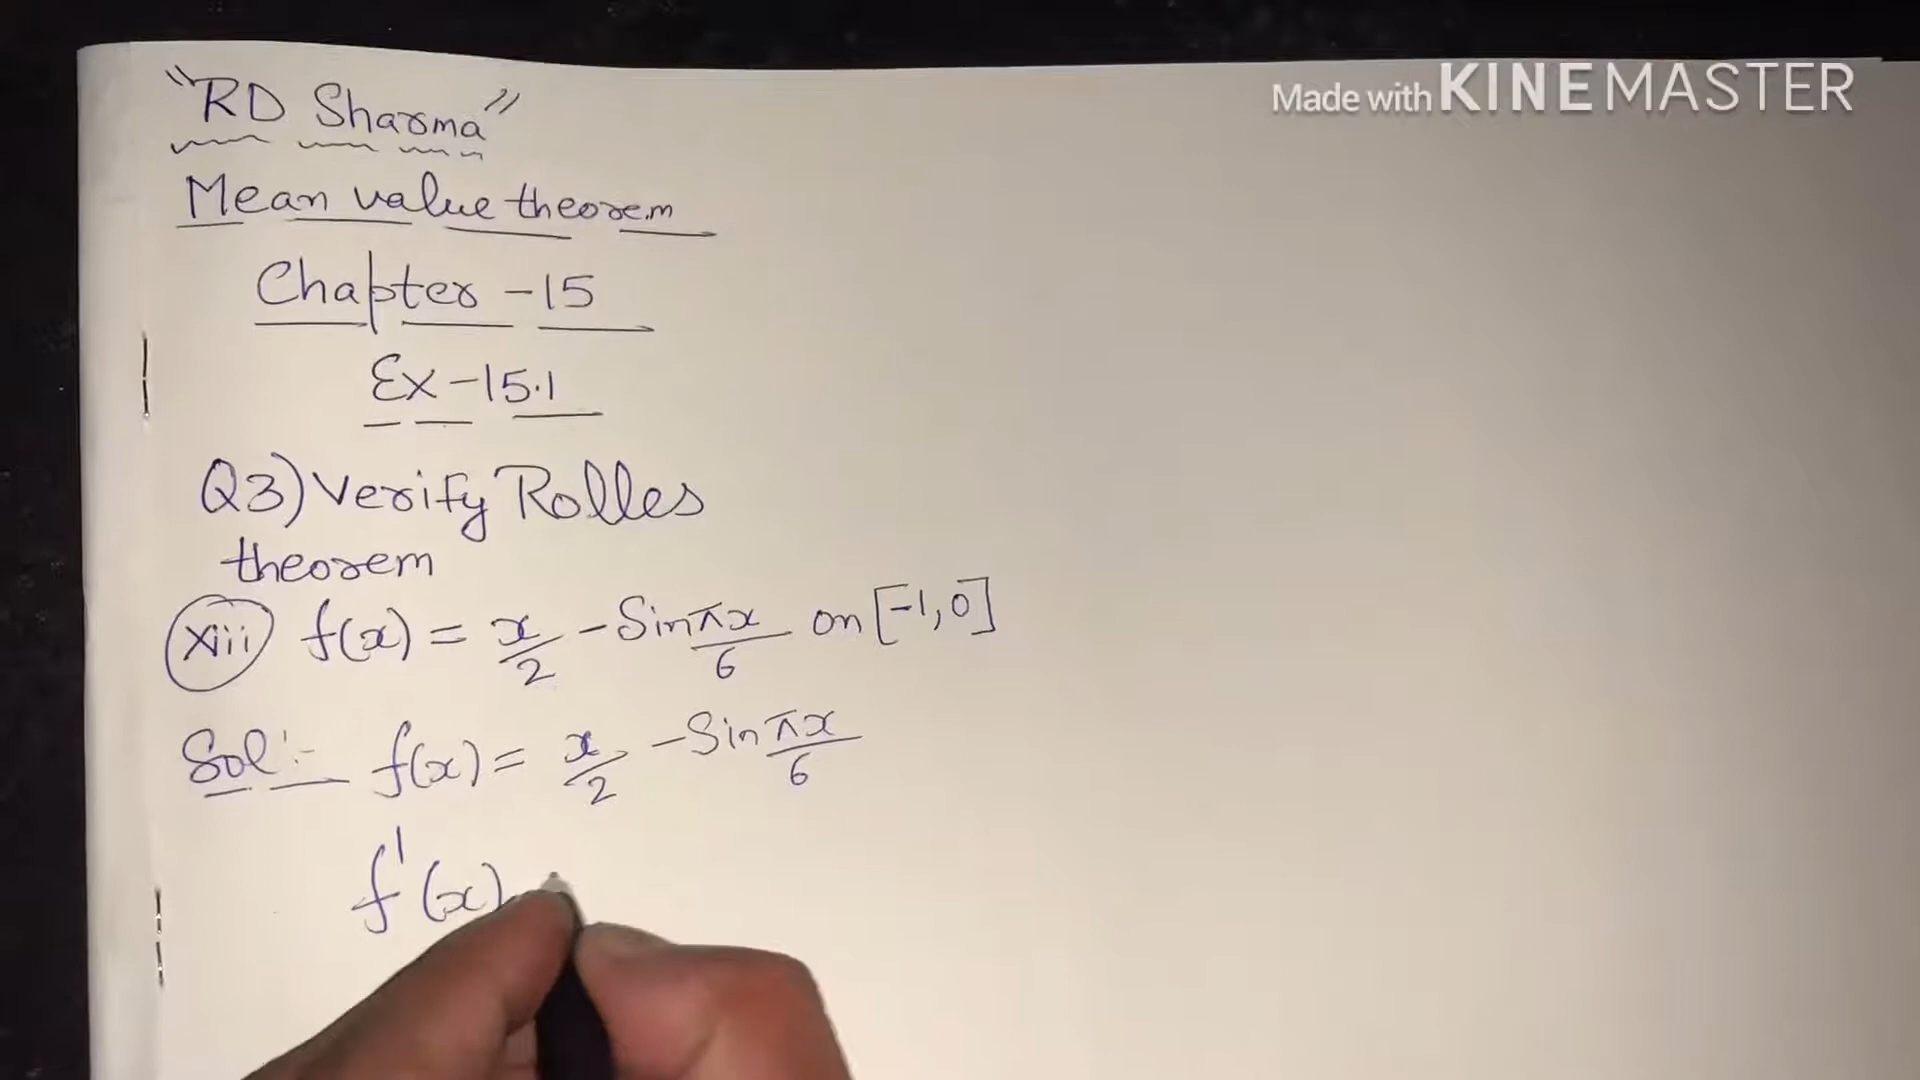 "RD Sharma"
Made with KINEMASTER
Mean value theorem
Chapter - 15
Ex - 15.1
Q3) Verify Rolles
theorem
xiii f(x) = x/2 - Sin πx/6 on [-1, 0]
Sol:- f(x) = x/2 - Sin πx/6
f'(x)